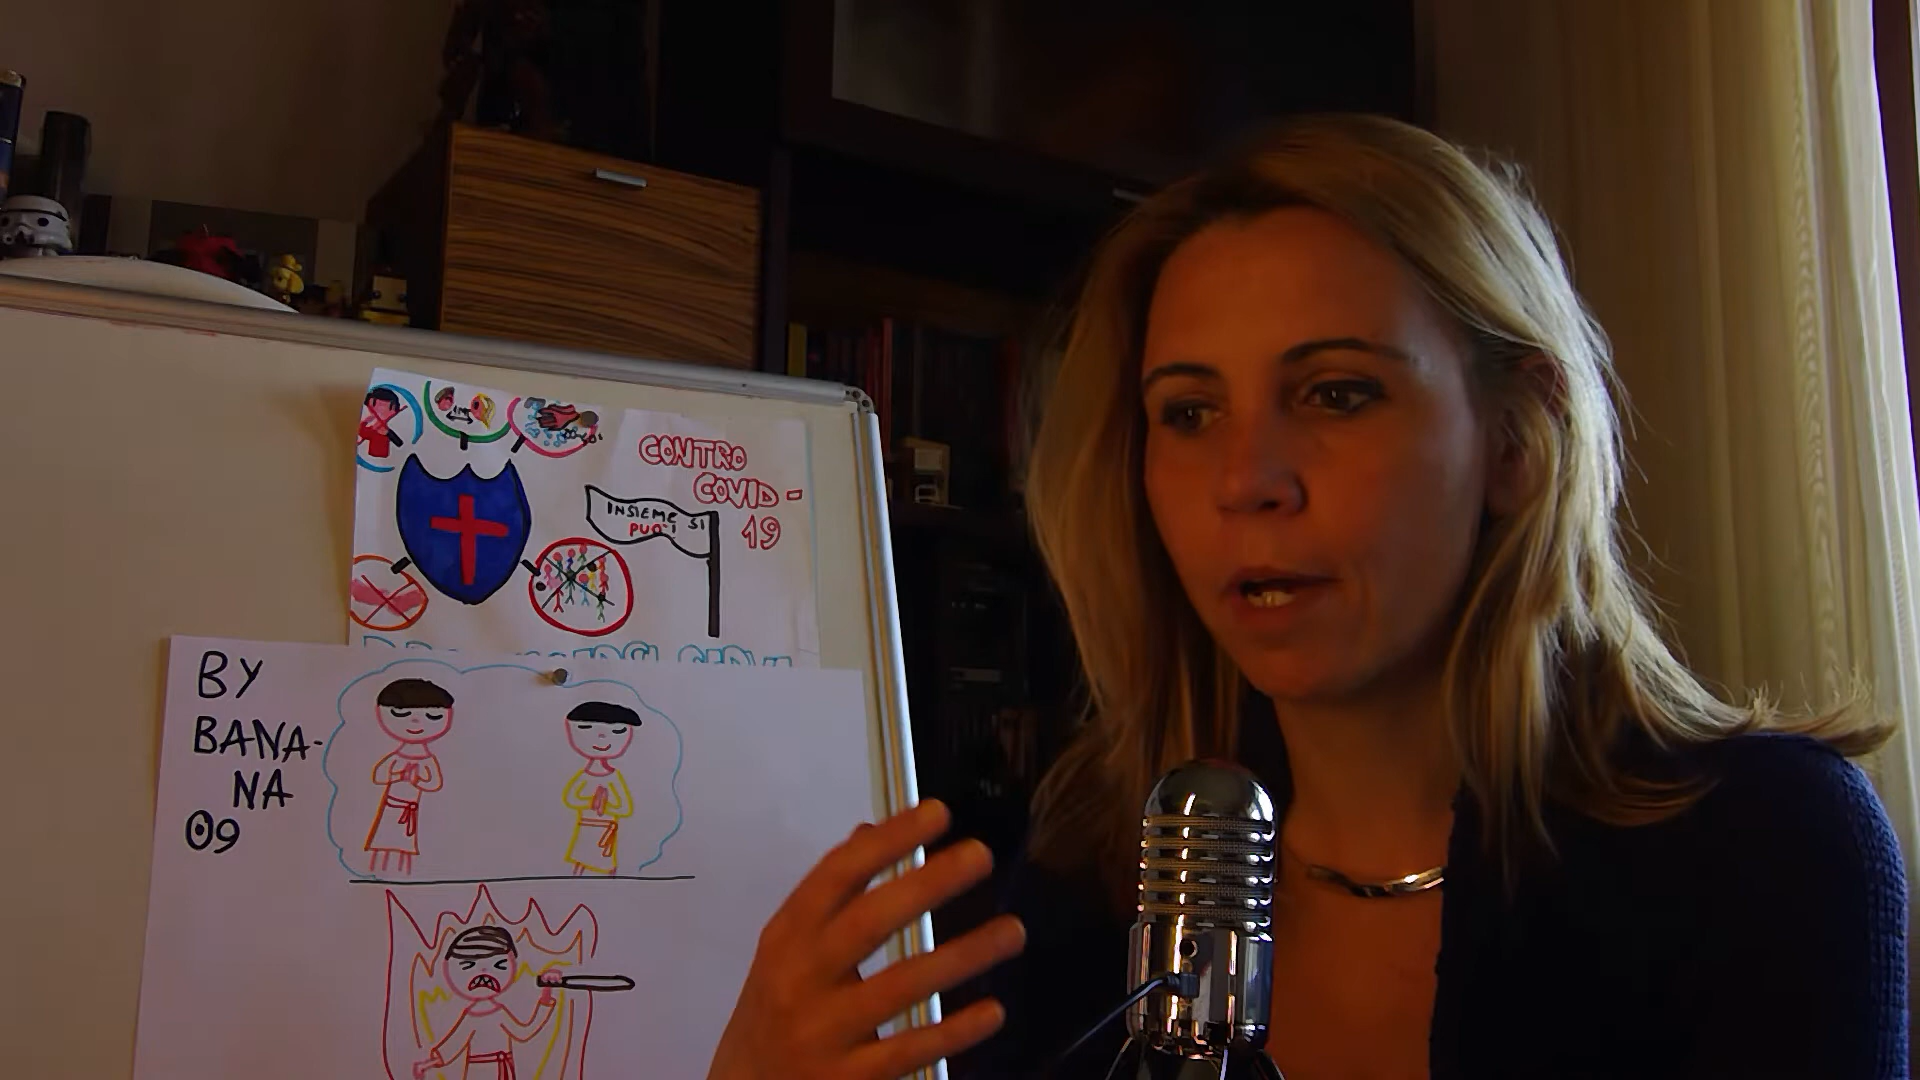 CONTRO
COVID-
19
INSIEME SI
PUO'!
BY
BANA-
NA
09